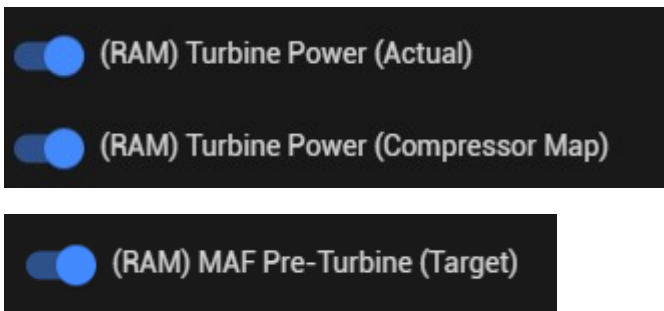 (RAM) Turbine Power (Actual)
(RAM) Turbine Power (Compressor Map)
(RAM) MAF Pre-Turbine (Target)